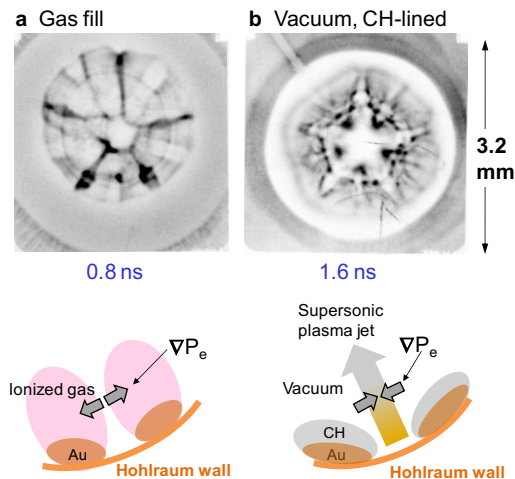 a Gas fill
b Vacuum, CH-lined
3.2
mm
0.8 ns
1.6 ns
∇Pe
Ionized gas
Au
Hohlraum wall
Supersonic
plasma jet
∇Pe
Vacuum
CH
Au
Hohlraum wall